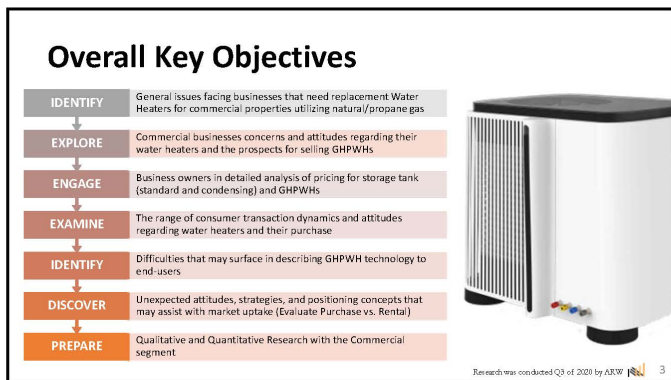 Overall Key Objectives
IDENTIFY
General issues facing businesses that need replacement Water
Heaters for commercial properties utilizing natural/propane gas
EXPLORE
Commercial businesses concerns and attitudes regarding their
water heaters and the prospects for selling GHPWHs
ENGAGE
Business owners in detailed analysis of pricing for storage tank
(standard and condensing) and GHPWHs
EXAMINE
The range of consumer transaction dynamics and attitudes
regarding water heaters and their purchase
IDENTIFY
Difficulties that may surface in describing GHPWH technology to
end-users
DISCOVER
Unexpected attitudes, strategies, and positioning concepts that
may assist with market uptake (Evaluate Purchase vs. Rental)
PREPARE
Qualitative and Quantitative Research with the Commercial
segment
Research was conducted Q3 of 2020 by ARW
3